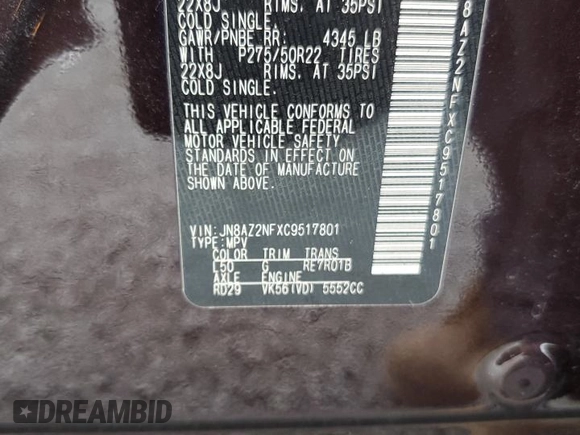 22X8J RIMS. AT 35PSI
COLD SINGLE.
GAWR/PNBE RR: 4345 LB
WITH P275/50R22 TIRES
22X8J RIMS. AT 35PSI
COLD SINGLE.
THIS VEHICLE CONFORMS TO
ALL APPLICABLE FEDERAL
MOTOR VEHICLE SAFETY
STANDARDS IN EFFECT ON
THE DATE OF MANUFACTURE
SHOWN ABOVE.
VIN: JN8AZ2NFXC9517801
TYPE: MPV
COLOR TRIM TRANS
L50 G RE7R01B
AXLE ENGINE
RD29 VK56(VD) 5552CC
8AZ2NFXC9517801
DREAMBID